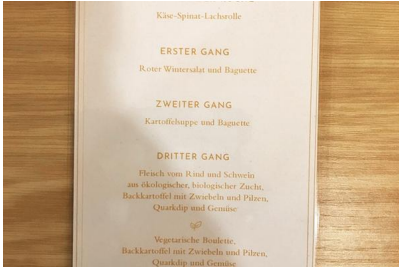 Käse-Spinat-Lachsrolle
ERSTER GANG
Roter Wintersalat und Baguette
ZWEITER GANG
Kartoffelsuppe und Baguette
DRITTER GANG
Fleisch vom Rind und Schwein
aus ökologischer, biologischer Zucht,
Backkartoffel mit Zwiebeln und Pilzen,
Quarkdip und Gemüse
Vegetarische Boulette,
Backkartoffel mit Zwiebeln und Pilzen,
Quarkdip und Gemüse